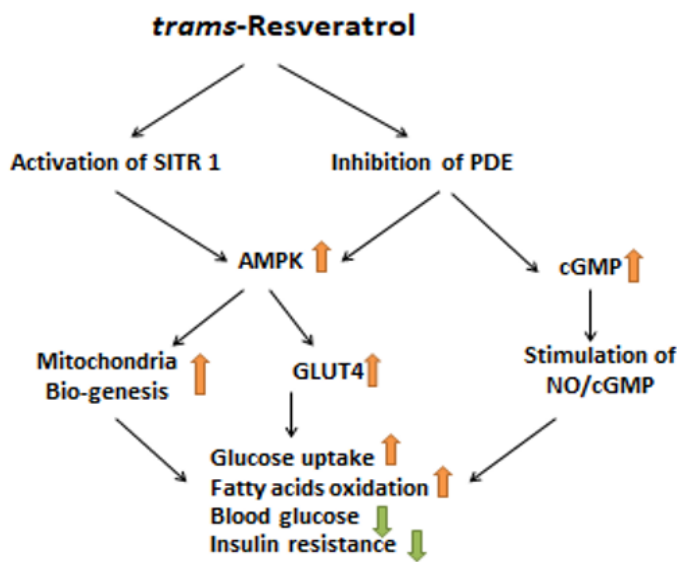 trams-Resveratrol
Activation of SITR 1
Inhibition of PDE
AMPK
cGMP
Mitochondria
Bio-genesis
GLUT4
Stimulation of
NO/cGMP
Glucose uptake
Fatty acids oxidation
Blood glucose
Insulin resistance